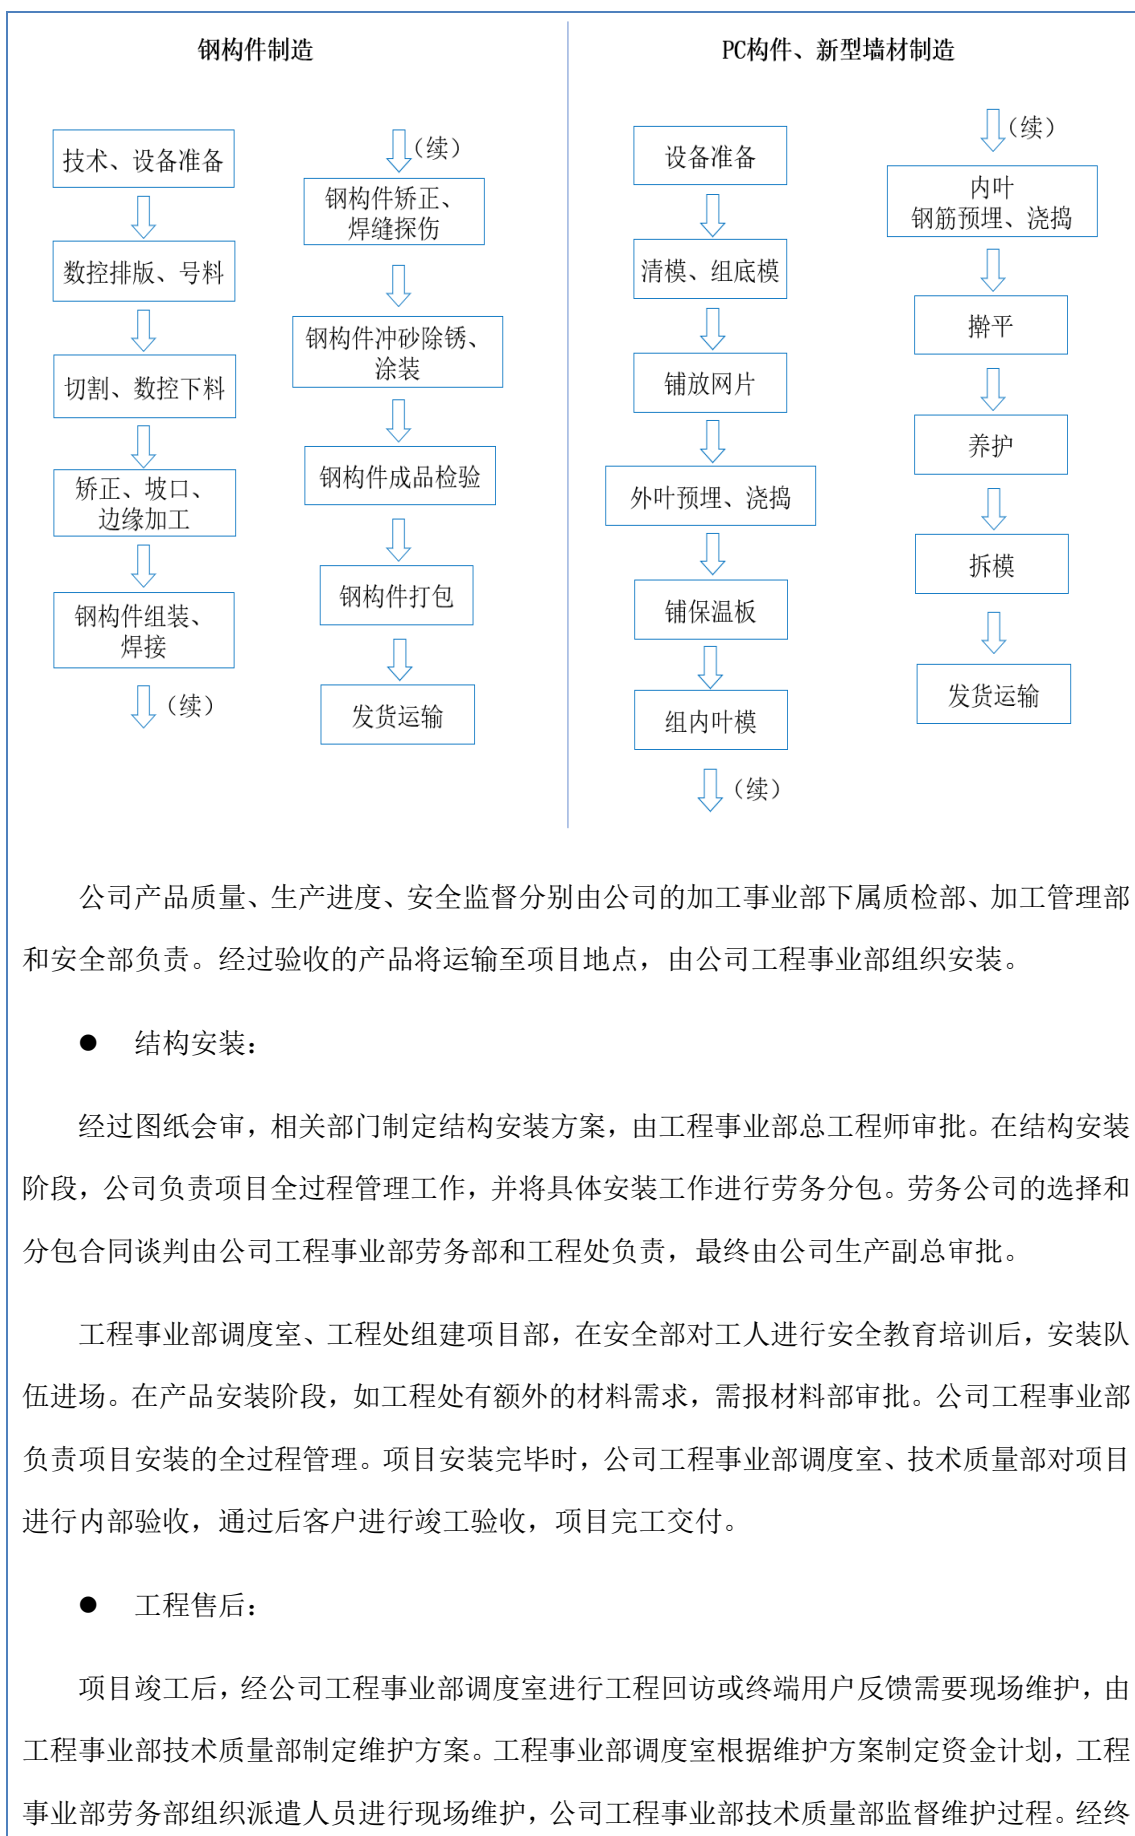 钢构件制造
技术、设备准备
数控排版、号料
切割、数控下料
矫正、坡口、
边缘加工
钢构件组装、
焊接
（续）
（续）
钢构件矫正、
焊缝探伤
钢构件冲砂除锈、
涂装
钢构件成品检验
钢构件打包
发货运输
PC构件、新型墙材制造
设备准备
清模、组底模
铺放网片
外叶预埋、浇捣
铺保温板
组内叶模
（续）
（续）
内叶
钢筋预埋、浇捣
擀平
养护
拆模
发货运输
公司产品质量、生产进度、安全监督分别由公司的加工事业部下属质检部、加工管理部
和安全部负责。经过验收的产品将运输至项目地点，由公司工程事业部组织安装。
● 结构安装：
经过图纸会审，相关部门制定结构安装方案，由工程事业部总工程师审批。在结构安装
阶段，公司负责项目全过程管理工作，并将具体安装工作进行劳务分包。劳务公司的选择和
分包合同谈判由公司工程事业部劳务部和工程处负责，最终由公司生产副总审批。
工程事业部调度室、工程处组建项目部，在安全部对工人进行安全教育培训后，安装队
伍进场。在产品安装阶段，如工程处有额外的材料需求，需报材料部审批。公司工程事业部
负责项目安装的全过程管理。项目安装完毕时，公司工程事业部调度室、技术质量部对项目
进行内部验收，通过后客户进行竣工验收，项目完工交付。
● 工程售后：
项目竣工后，经公司工程事业部调度室进行工程回访或终端用户反馈需要现场维护，由
工程事业部技术质量部制定维护方案。工程事业部调度室根据维护方案制定资金计划，工程
事业部劳务部组织派遣人员进行现场维护，公司工程事业部技术质量部监督维护过程。经终